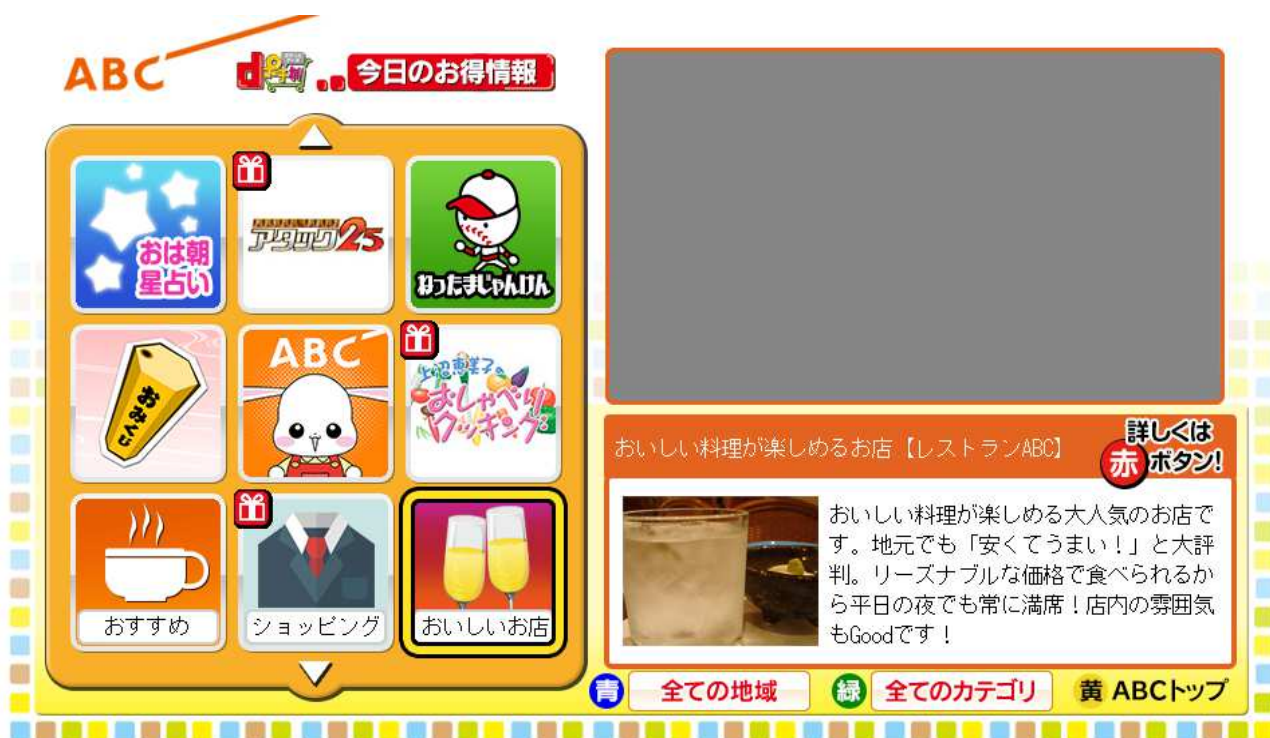 ABC
今日のお得情報
おは朝
星占い
アタック25
ねったまじゃんけん
おみくじ
ABC
上沼恵美子の
おしゃべり
クッキング
おすすめ
ショッピング
おいしいお店
おいしい料理が楽しめるお店【レストランABC】
詳しくは
赤ボタン!
おいしい料理が楽しめる大人気のお店で
す。地元でも「安くてうまい!」と大評
判。リーズナブルな価格で食べられるか
ら平日の夜でも常に満席!店内の雰囲気
もGoodです!
青 全ての地域 緑 全てのカテゴリ 黄 ABCトップ